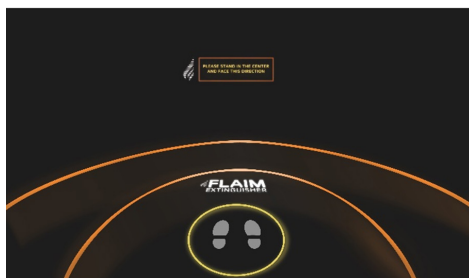 PLEASE STAND IN THE CENTER
AND FACE THIS DIRECTION
FLAIM
EXTINGUISHER